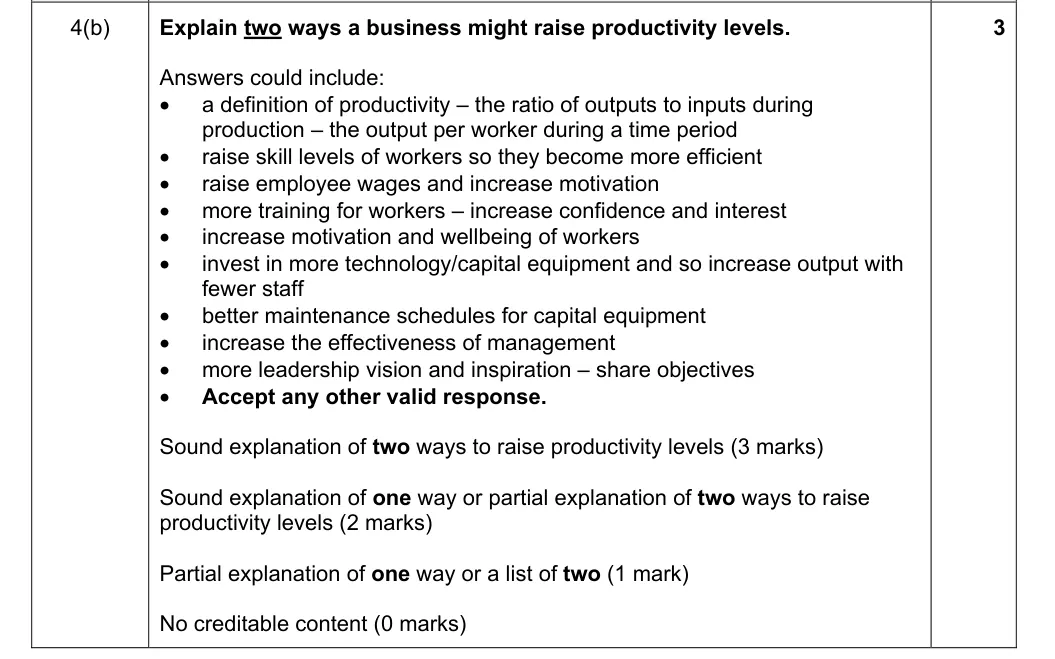 4(b) Explain two ways a business might raise productivity levels. 3
Answers could include:
• a definition of productivity – the ratio of outputs to inputs during
production – the output per worker during a time period
• raise skill levels of workers so they become more efficient
• raise employee wages and increase motivation
• more training for workers – increase confidence and interest
• increase motivation and wellbeing of workers
• invest in more technology/capital equipment and so increase output with
fewer staff
• better maintenance schedules for capital equipment
• increase the effectiveness of management
• more leadership vision and inspiration – share objectives
• Accept any other valid response.
Sound explanation of two ways to raise productivity levels (3 marks)
Sound explanation of one way or partial explanation of two ways to raise
productivity levels (2 marks)
Partial explanation of one way or a list of two (1 mark)
No creditable content (0 marks)